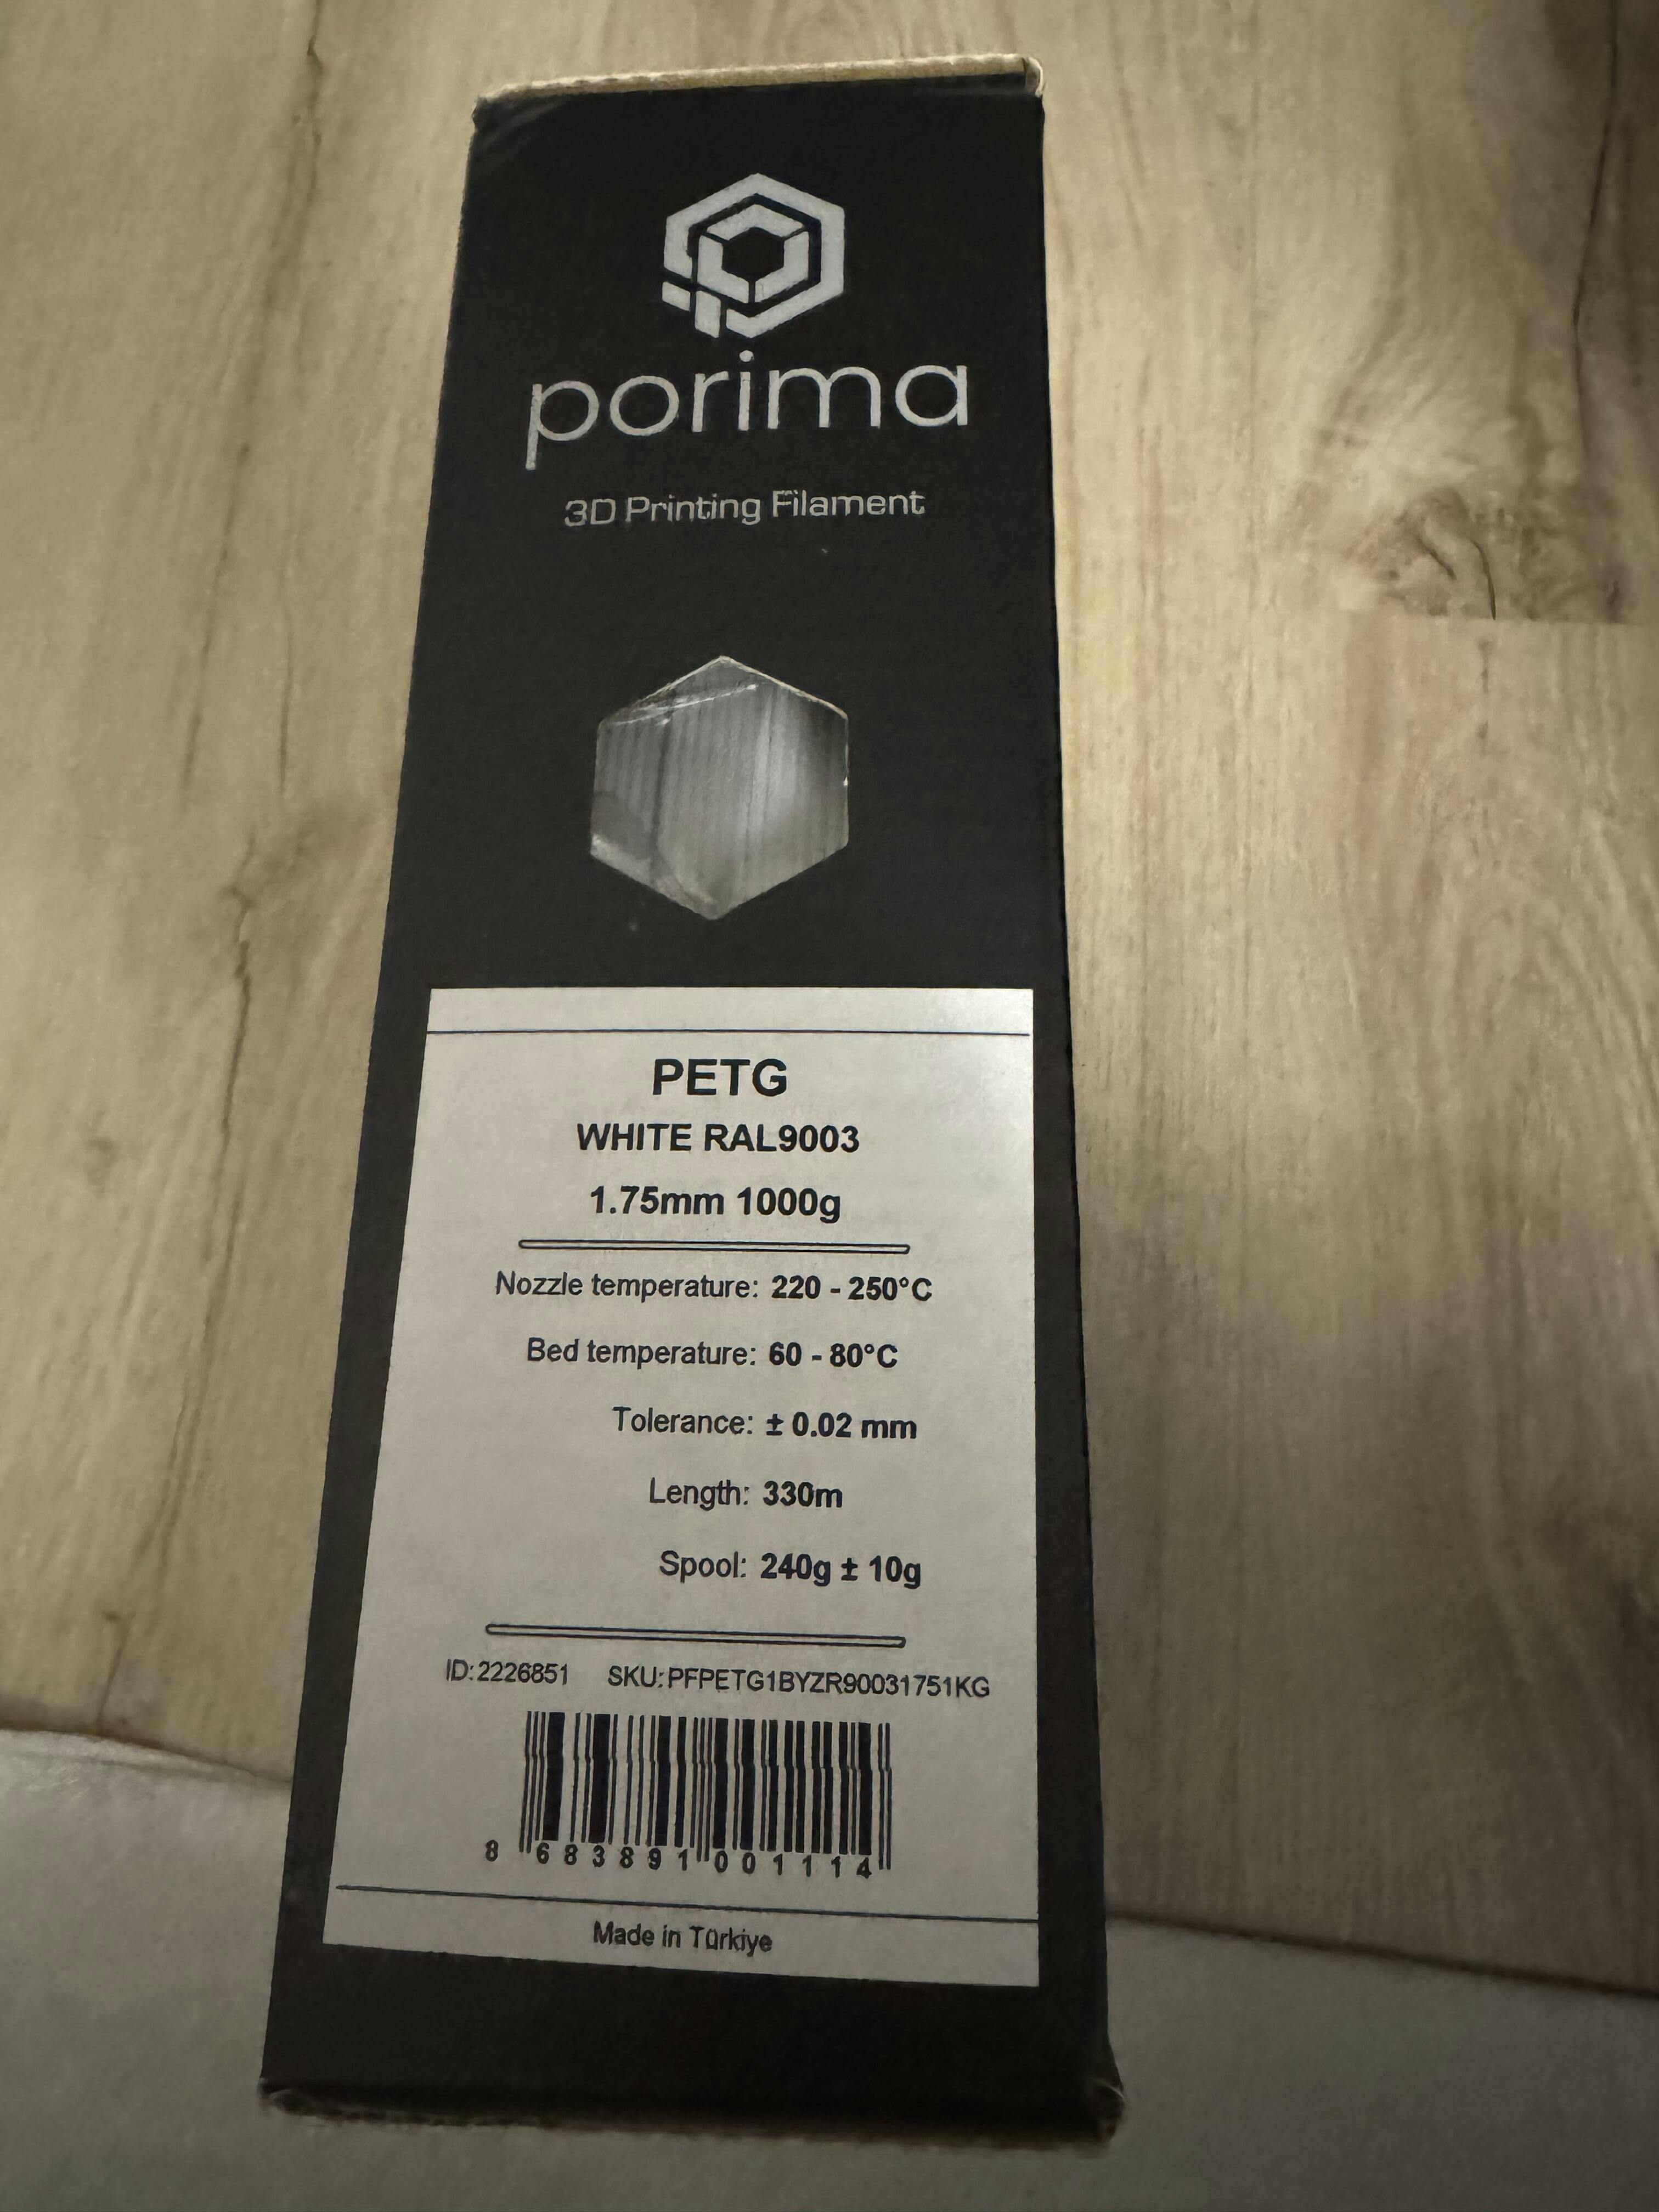 porima
3D Printing Filament
PETG
WHITE RAL9003
1.75mm 1000g
Nozzle temperature: 220 - 250°C
Bed temperature: 60 - 80°C
Tolerance: ± 0.02 mm
Length: 330m
Spool: 240g ± 10g
ID:2226851 SKU:PFPETG1BYZR90031751KG
8 683891 001114
Made in Türkiye